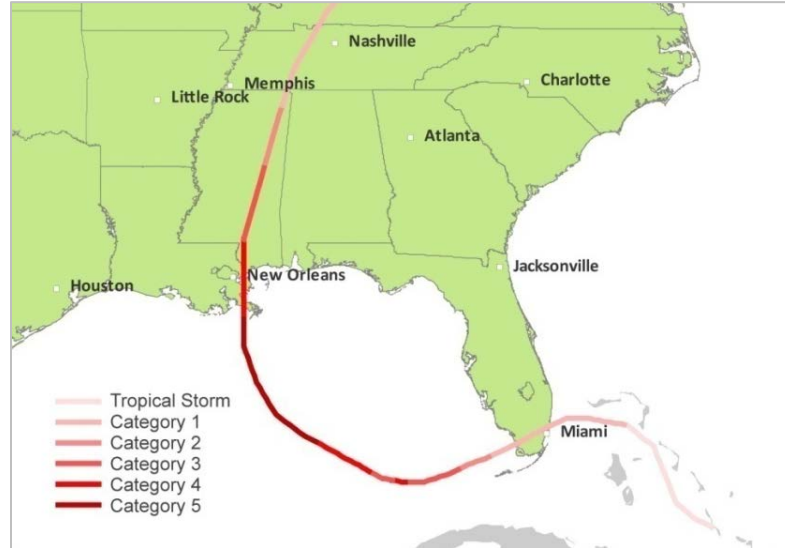 Nashville
Memphis
Charlotte
Little Rock
Atlanta
Jacksonville
New Orleans
Houston
Miami
Tropical Storm
Category 1
Category 2
Category 3
Category 4
Category 5